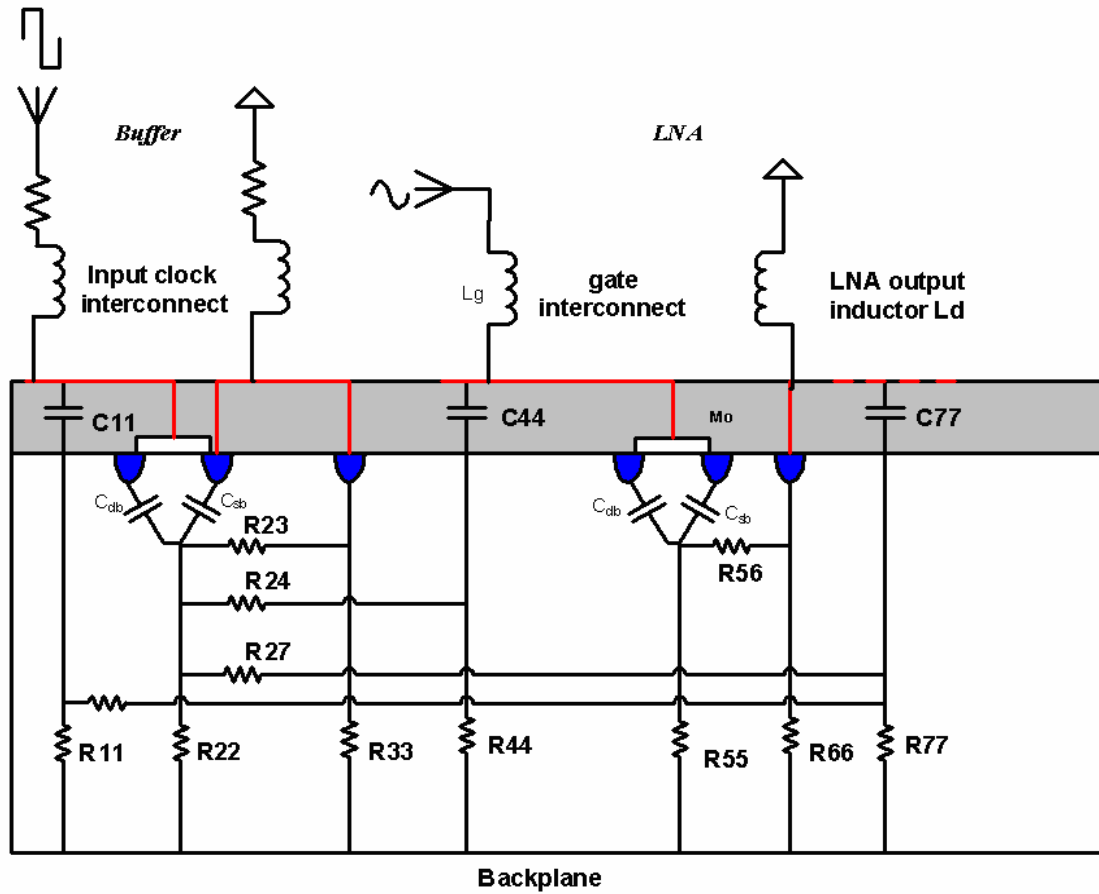 Buffer
LNA
Input clock
interconnect
Lg
gate
interconnect
LNA output
inductor Ld
C11
C44
Mo
C77
Cdb
Csb
Cdb
Csb
R23
R56
R24
R27
R11
R22
R33
R44
R55
R66
R77
Backplane